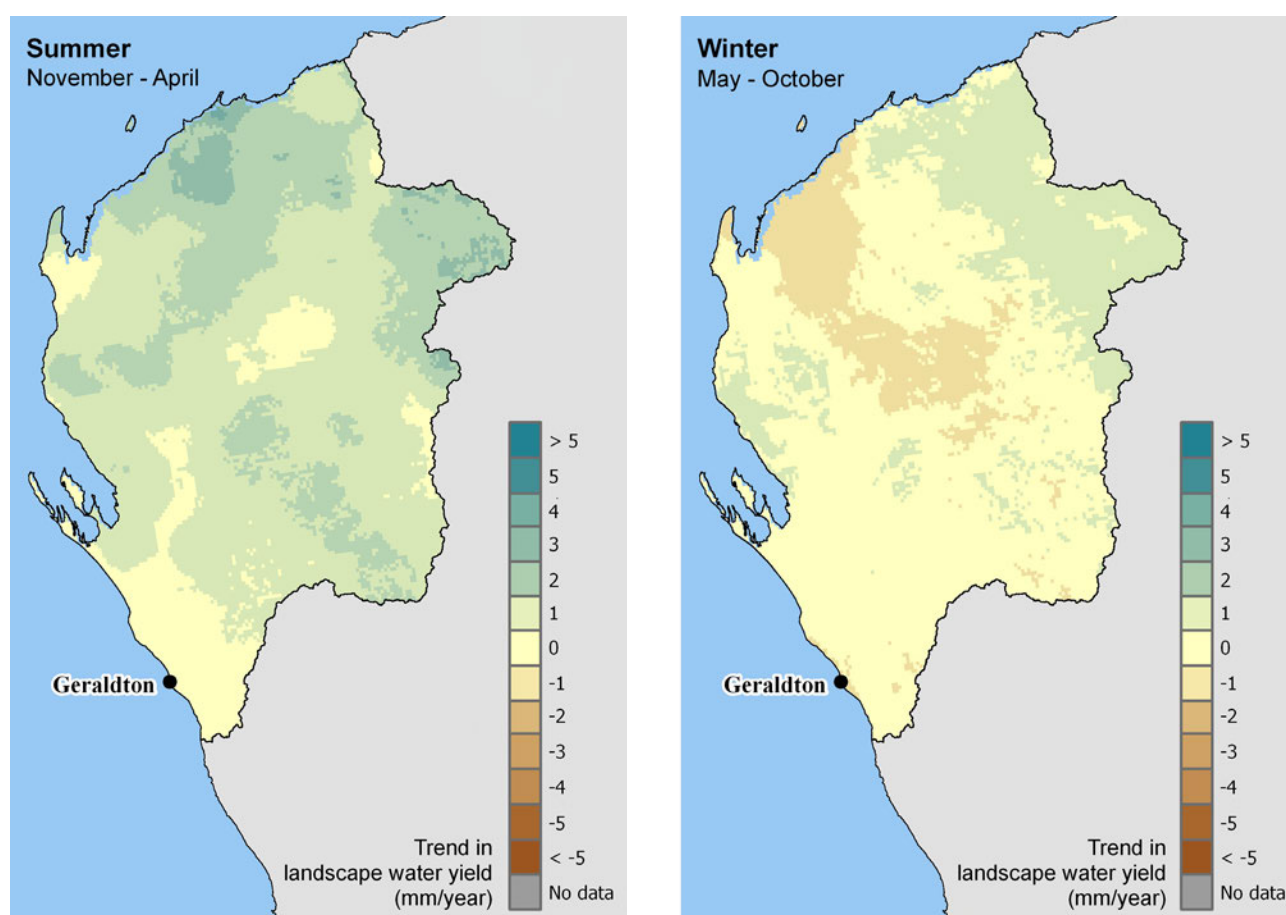 Summer
November - April
Geraldton
> 5
5
4
3
2
1
0
-1
-2
-3
-4
-5
< -5
No data
Trend in
landscape water yield
(mm/year)
Winter
May - October
Geraldton
> 5
5
4
3
2
1
0
-1
-2
-3
-4
-5
< -5
No data
Trend in
landscape water yield
(mm/year)